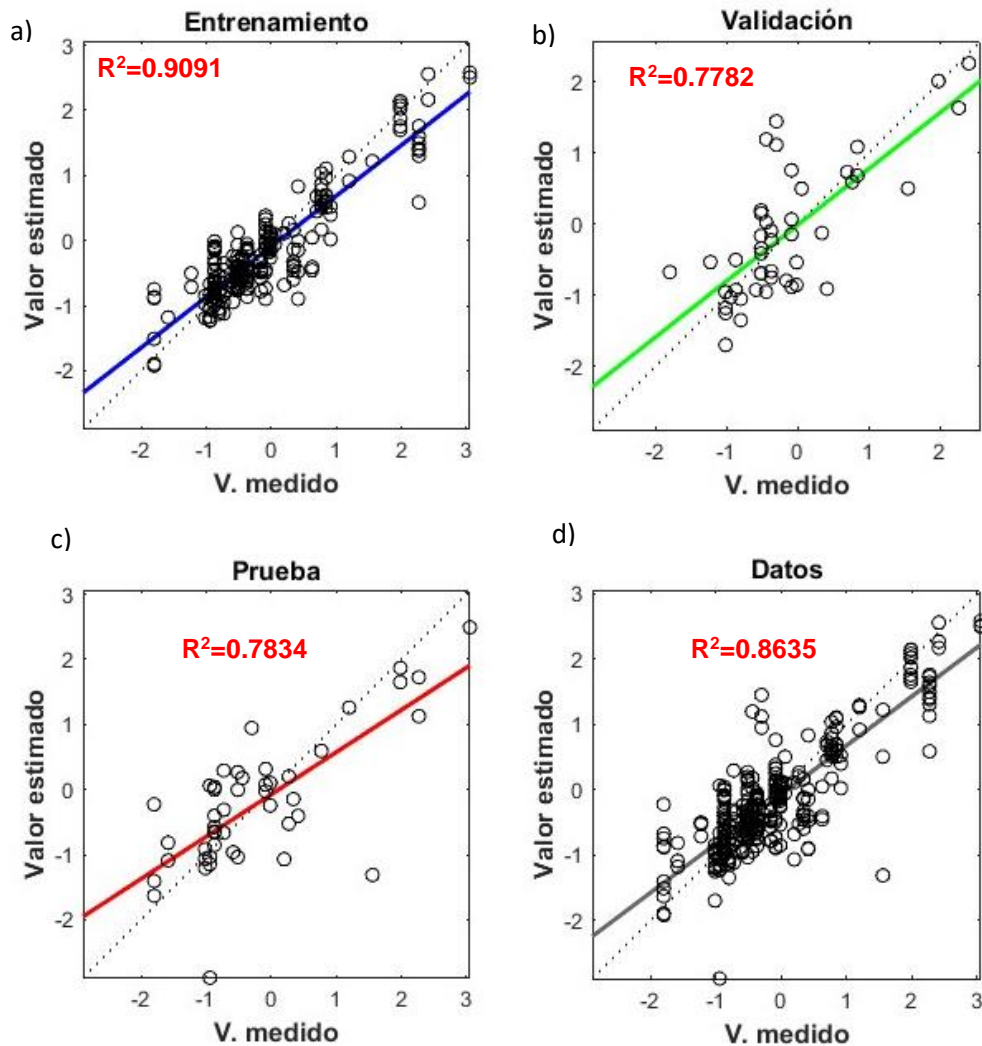 a)
Entrenamiento
R²=0.9091
Valor estimado
3
2
1
0
-1
-2
-2 -1 0 1 2 3
V. medido
b)
Validación
R²=0.7782
Valor estimado
2
1
0
-1
-2
-2 -1 0 1 2
V. medido
c)
Prueba
R²=0.7834
Valor estimado
3
2
1
0
-1
-2
-2 -1 0 1 2 3
V. medido
d)
Datos
R²=0.8635
Valor estimado
3
2
1
0
-1
-2
-2 -1 0 1 2 3
V. medido